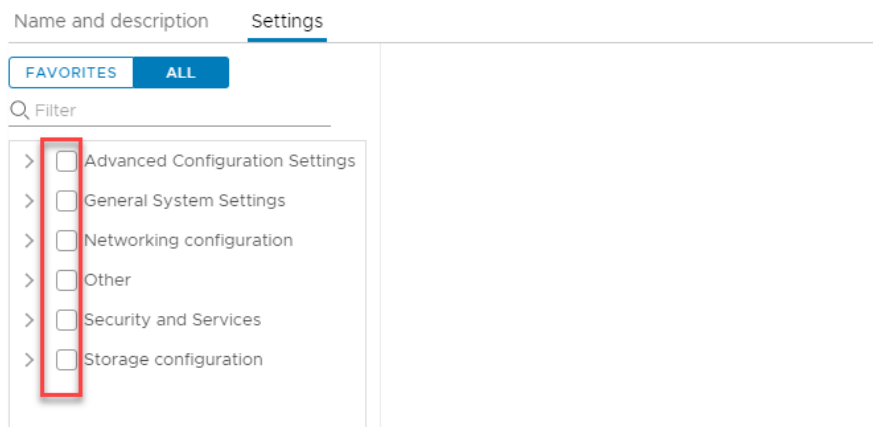 Name and description Settings
FAVORITES ALL
Filter
Advanced Configuration Settings
General System Settings
Networking configuration
Other
Security and Services
Storage configuration